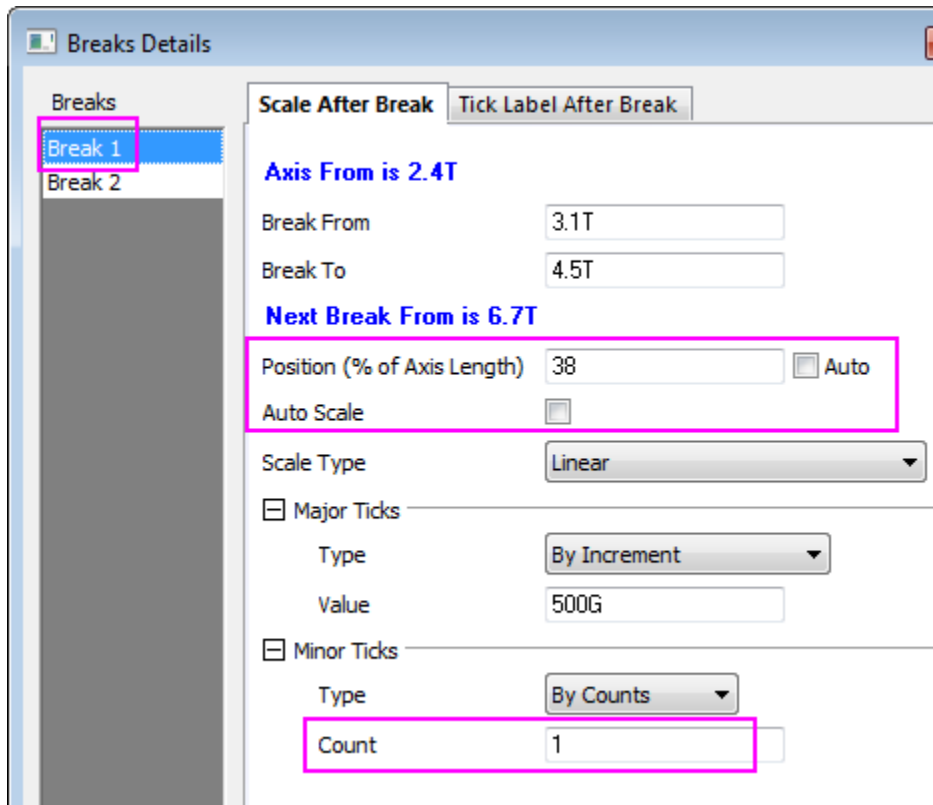 Breaks Details
Breaks
Break 1
Break 2
Scale After Break
Tick Label After Break
Axis From is 2.4T
Break From 3.1T
Break To 4.5T
Next Break From is 6.7T
Position (% of Axis Length) 38 Auto
Auto Scale
Scale Type Linear
Major Ticks
Type By Increment
Value 500G
Minor Ticks
Type By Counts
Count 1